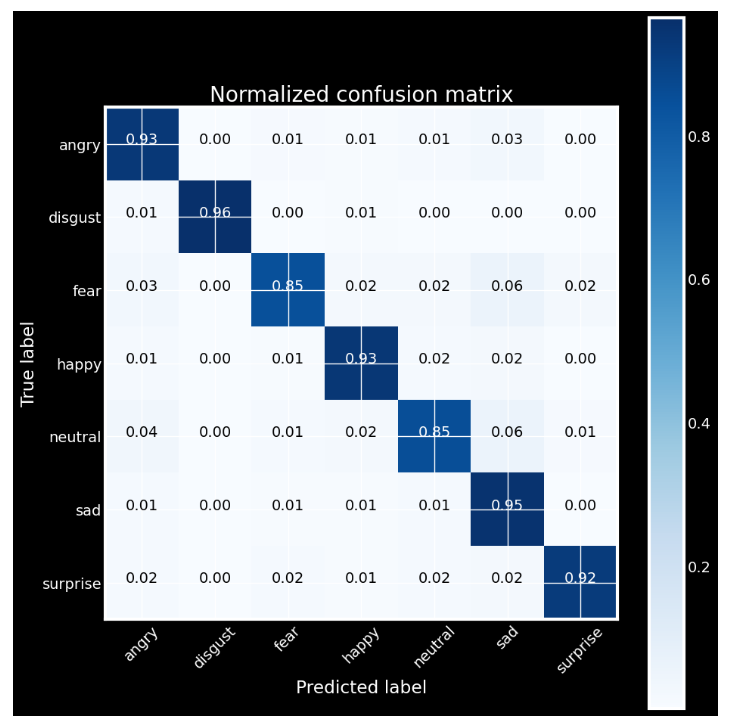 Normalized confusion matrix
angry 0.93 0.00 0.01 0.01 0.01 0.03 0.00
disgust 0.01 0.96 0.00 0.01 0.00 0.00 0.00
fear 0.03 0.00 0.85 0.02 0.02 0.06 0.02
happy 0.01 0.00 0.01 0.93 0.02 0.02 0.00
neutral 0.04 0.00 0.01 0.02 0.85 0.06 0.01
sad 0.01 0.00 0.01 0.01 0.01 0.95 0.00
surprise 0.02 0.00 0.02 0.01 0.02 0.02 0.92
angry disgust fear happy neutral sad surprise
Predicted label
True label
0.8
0.6
0.4
0.2